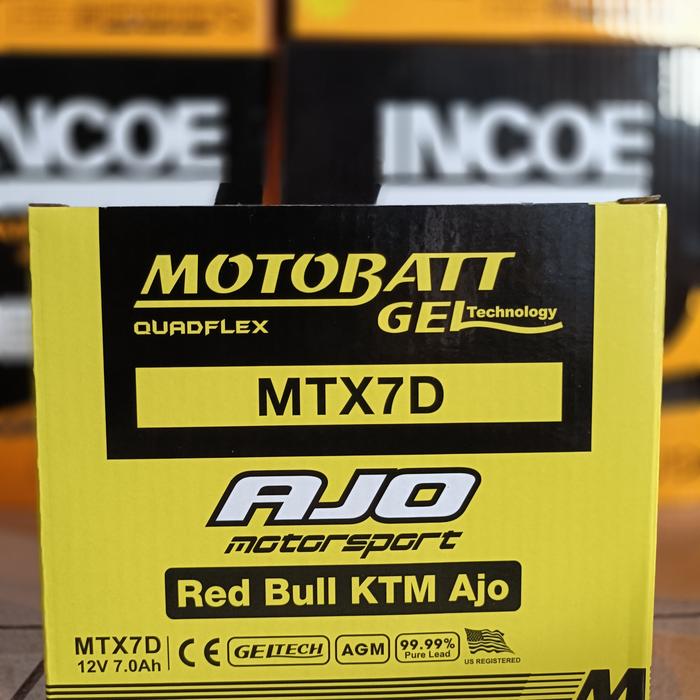 INCOE
INCOE
MOTOBATT
QUADFLEX
GEL Technology
MTX7D
AJO
motorsport
Red Bull KTM Ajo
MTX7D
12V 7.0Ah
CE
GELTECH
AGM
99.99%
Pure Lead
US REGISTERED
M